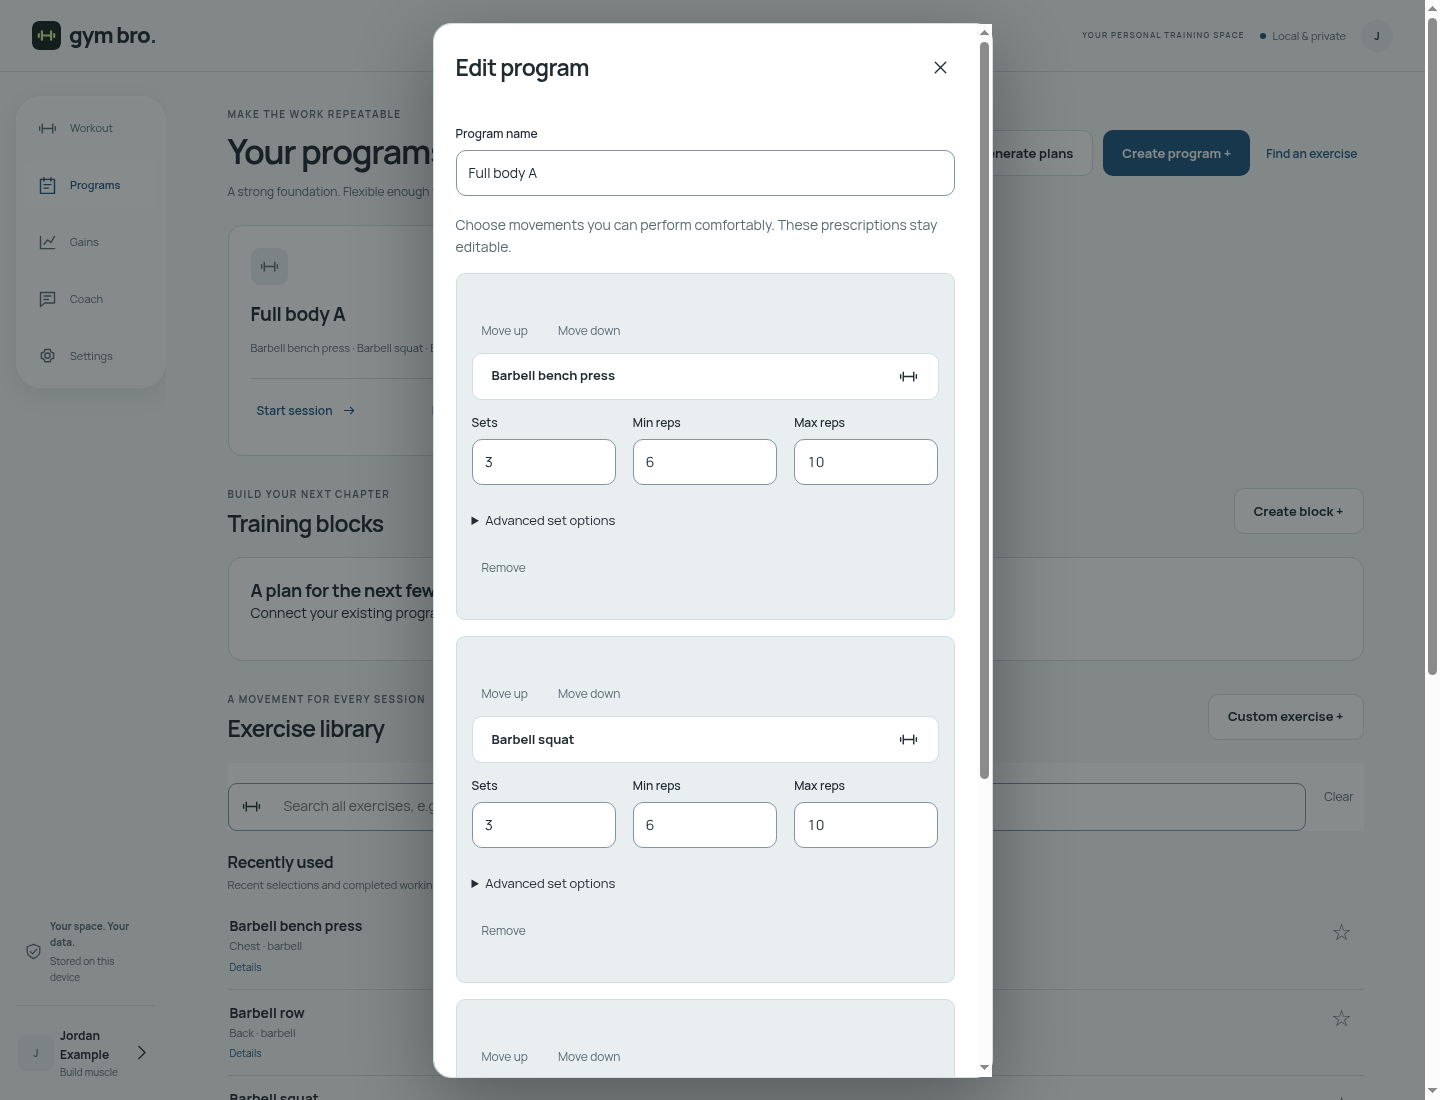 gym bro.
YOUR PERSONAL TRAINING SPACE
Local & private
J
Workout
Programs
Gains
Coach
Settings
Your space. Your
data.
Stored on this
device
J
Jordan
Example
Build muscle
MAKE THE WORK REPEATABLE
Your programs
A strong foundation. Flexible enough
plans
Create program +
Find an exercise
Full body A
Barbell bench press · Barbell squat ·
Start session
BUILD YOUR NEXT CHAPTER
Training blocks
Create block +
A plan for the next few
Connect your existing
A MOVEMENT FOR EVERY SESSION
Exercise library
Custom exercise +
Search all exercises,
Clear
Recently used
Recent selections and completed
Barbell bench press
Chest · barbell
Details
Barbell row
Back · barbell
Details
Barbell squat
Edit program
Program name
Full body A
Choose movements you can perform comfortably. These prescriptions stay
editable.
Move up Move down
Barbell bench press
Sets Min reps Max reps
3 6 10
Advanced set options
Remove
Move up Move down
Barbell squat
Sets Min reps Max reps
3 6 10
Advanced set options
Remove
Move up Move down